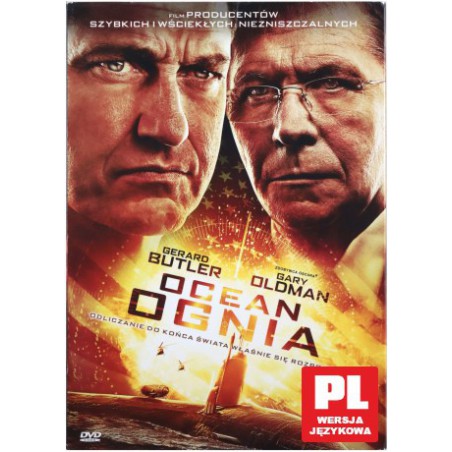 FILM PRODUCENTÓW
SZYBKICH I WŚCIEKŁYCH I NIEZNISZCZALNYCH
GERARD
BUTLER
GARY
OLDMAN
OCEAN
OGNIA
ODLICZANIE DO KOŃCA ŚWIATA WŁAŚNIE SIĘ
DVD
PL
WERSJA
JĘZYKOWA